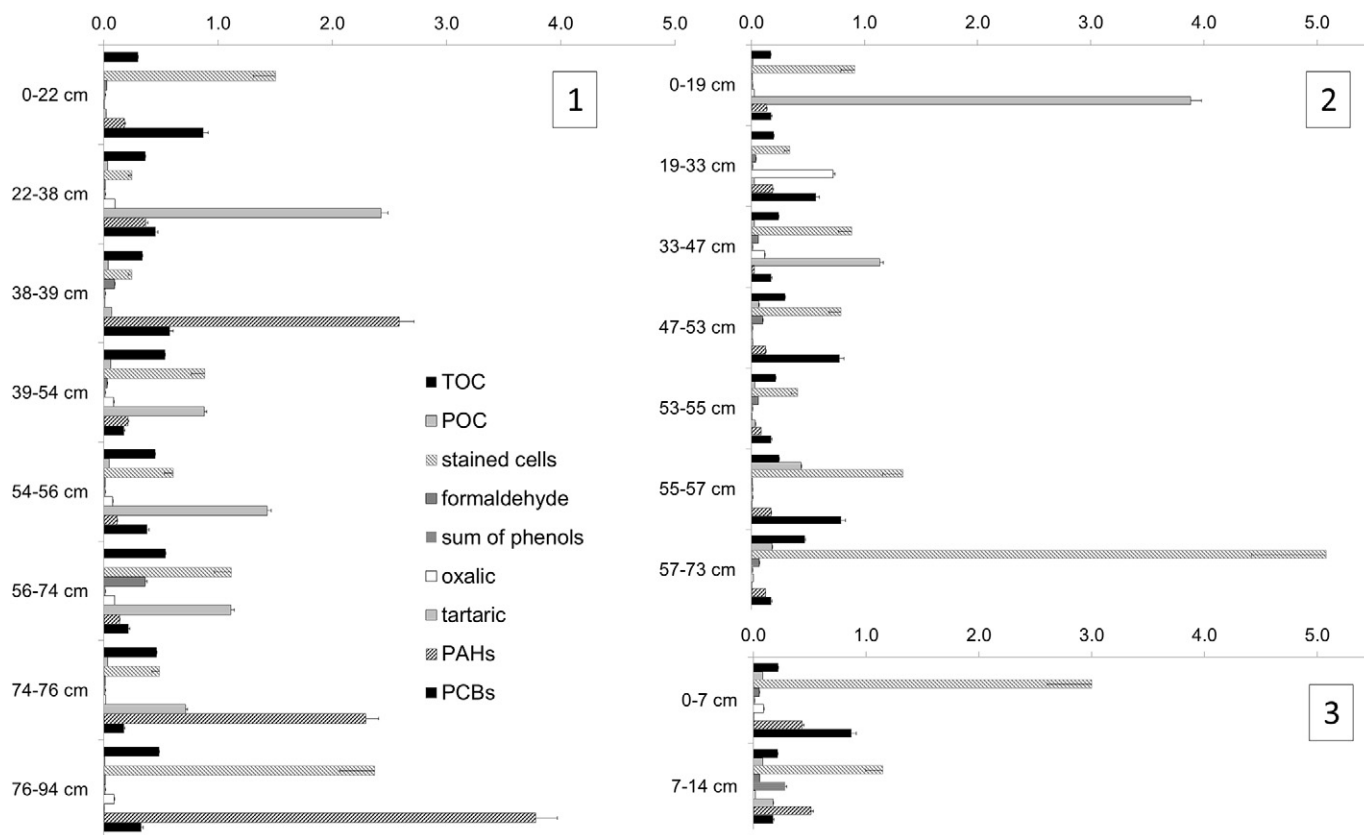 0.0 1.0 2.0 3.0 4.0 5.0
1
0-22 cm
22-38 cm
38-39 cm
39-54 cm
54-56 cm
56-74 cm
74-76 cm
76-94 cm
TOC
POC
stained cells
formaldehyde
sum of phenols
oxalic
tartaric
PAHs
PCBs
0.0 1.0 2.0 3.0 4.0 5.0
2
0-19 cm
19-33 cm
33-47 cm
47-53 cm
53-55 cm
55-57 cm
57-73 cm
0.0 1.0 2.0 3.0 4.0 5.0
3
0-7 cm
7-14 cm